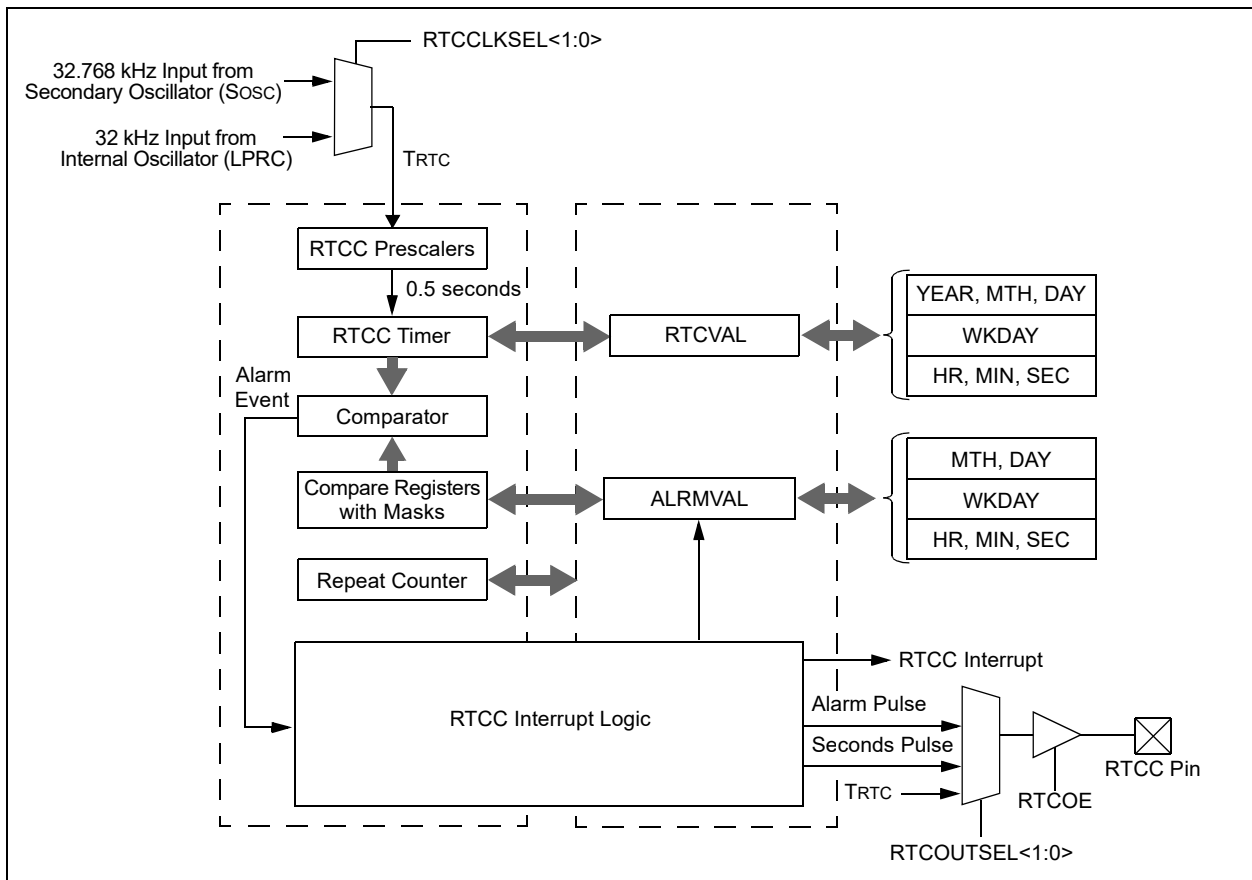 RTCCLKSEL<1:0>
32.768 kHz Input from
Secondary Oscillator (SOSC)
32 kHz Input from
Internal Oscillator (LPRC)
TRTC
RTCC Prescalers
0.5 seconds
RTCC Timer
RTCVAL
YEAR, MTH, DAY
WKDAY
HR, MIN, SEC
Alarm
Event
Comparator
Compare Registers
with Masks
ALRMVAL
MTH, DAY
WKDAY
HR, MIN, SEC
Repeat Counter
RTCC Interrupt Logic
RTCC Interrupt
Alarm Pulse
Seconds Pulse
TRTC
RTCC Pin
RTCOE
RTCOUTSEL<1:0>